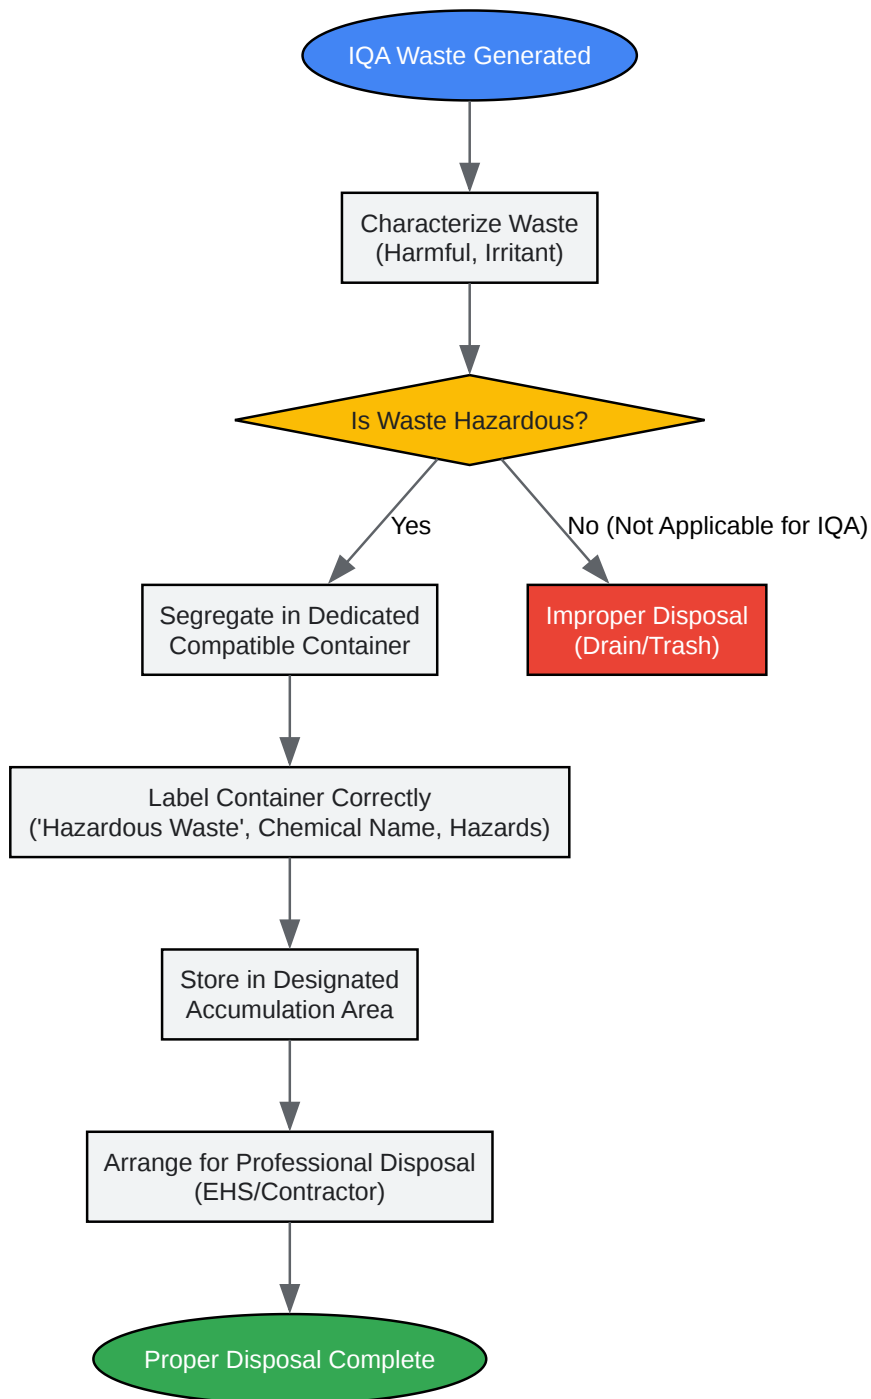 IQA Waste Generated
Characterize Waste
(Harmful, Irritant)
Is Waste Hazardous?
Yes
No (Not Applicable for IQA)
Segregate in Dedicated
Compatible Container
Improper Disposal
(Drain/Trash)
Label Container Correctly
('Hazardous Waste', Chemical Name, Hazards)
Store in Designated
Accumulation Area
Arrange for Professional Disposal
(EHS/Contractor)
Proper Disposal Complete